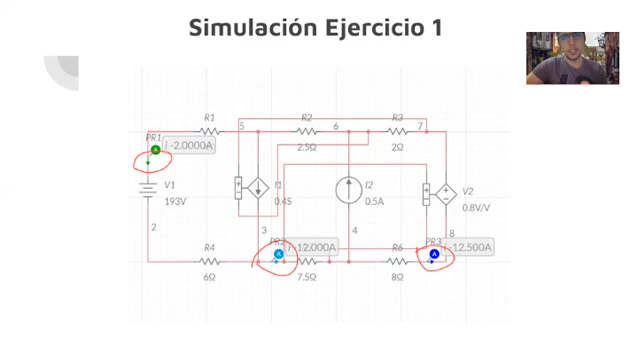 Simulación Ejercicio 1
R1
5
R2
6
R3
7
PR1
i -2.0000A
2.5Ω
2Ω
V1
193V
I1
0.4S
I2
0.5A
V2
0.8V/V
2
3
4
8
R4
6Ω
PR2
i -12.000A
7.5Ω
R6
8Ω
PR3
i -12.500A